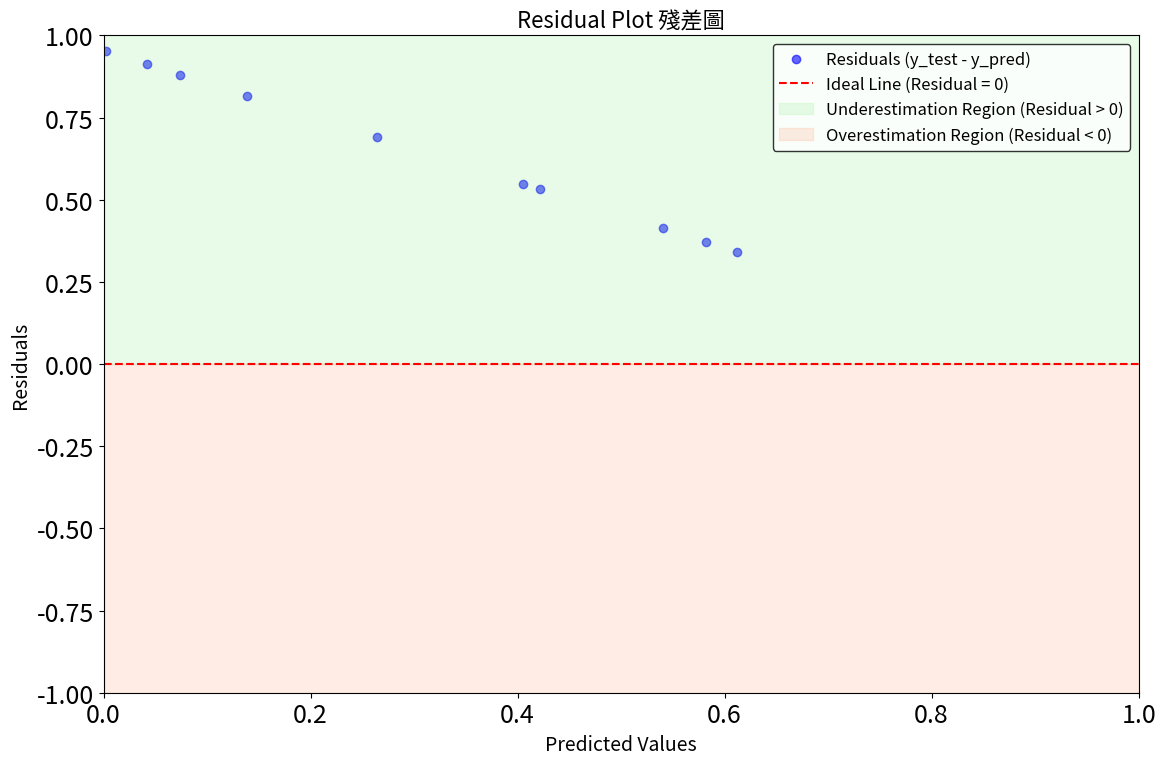 Residual Plot 殘差圖
Residuals (y_test - y_pred)
Ideal Line (Residual = 0)
Underestimation Region (Residual > 0)
Overestimation Region (Residual < 0)
1.00
0.75
0.50
0.25
0.00
-0.25
-0.50
-0.75
-1.00
Residuals
0.0 0.2 0.4 0.6 0.8 1.0
Predicted Values